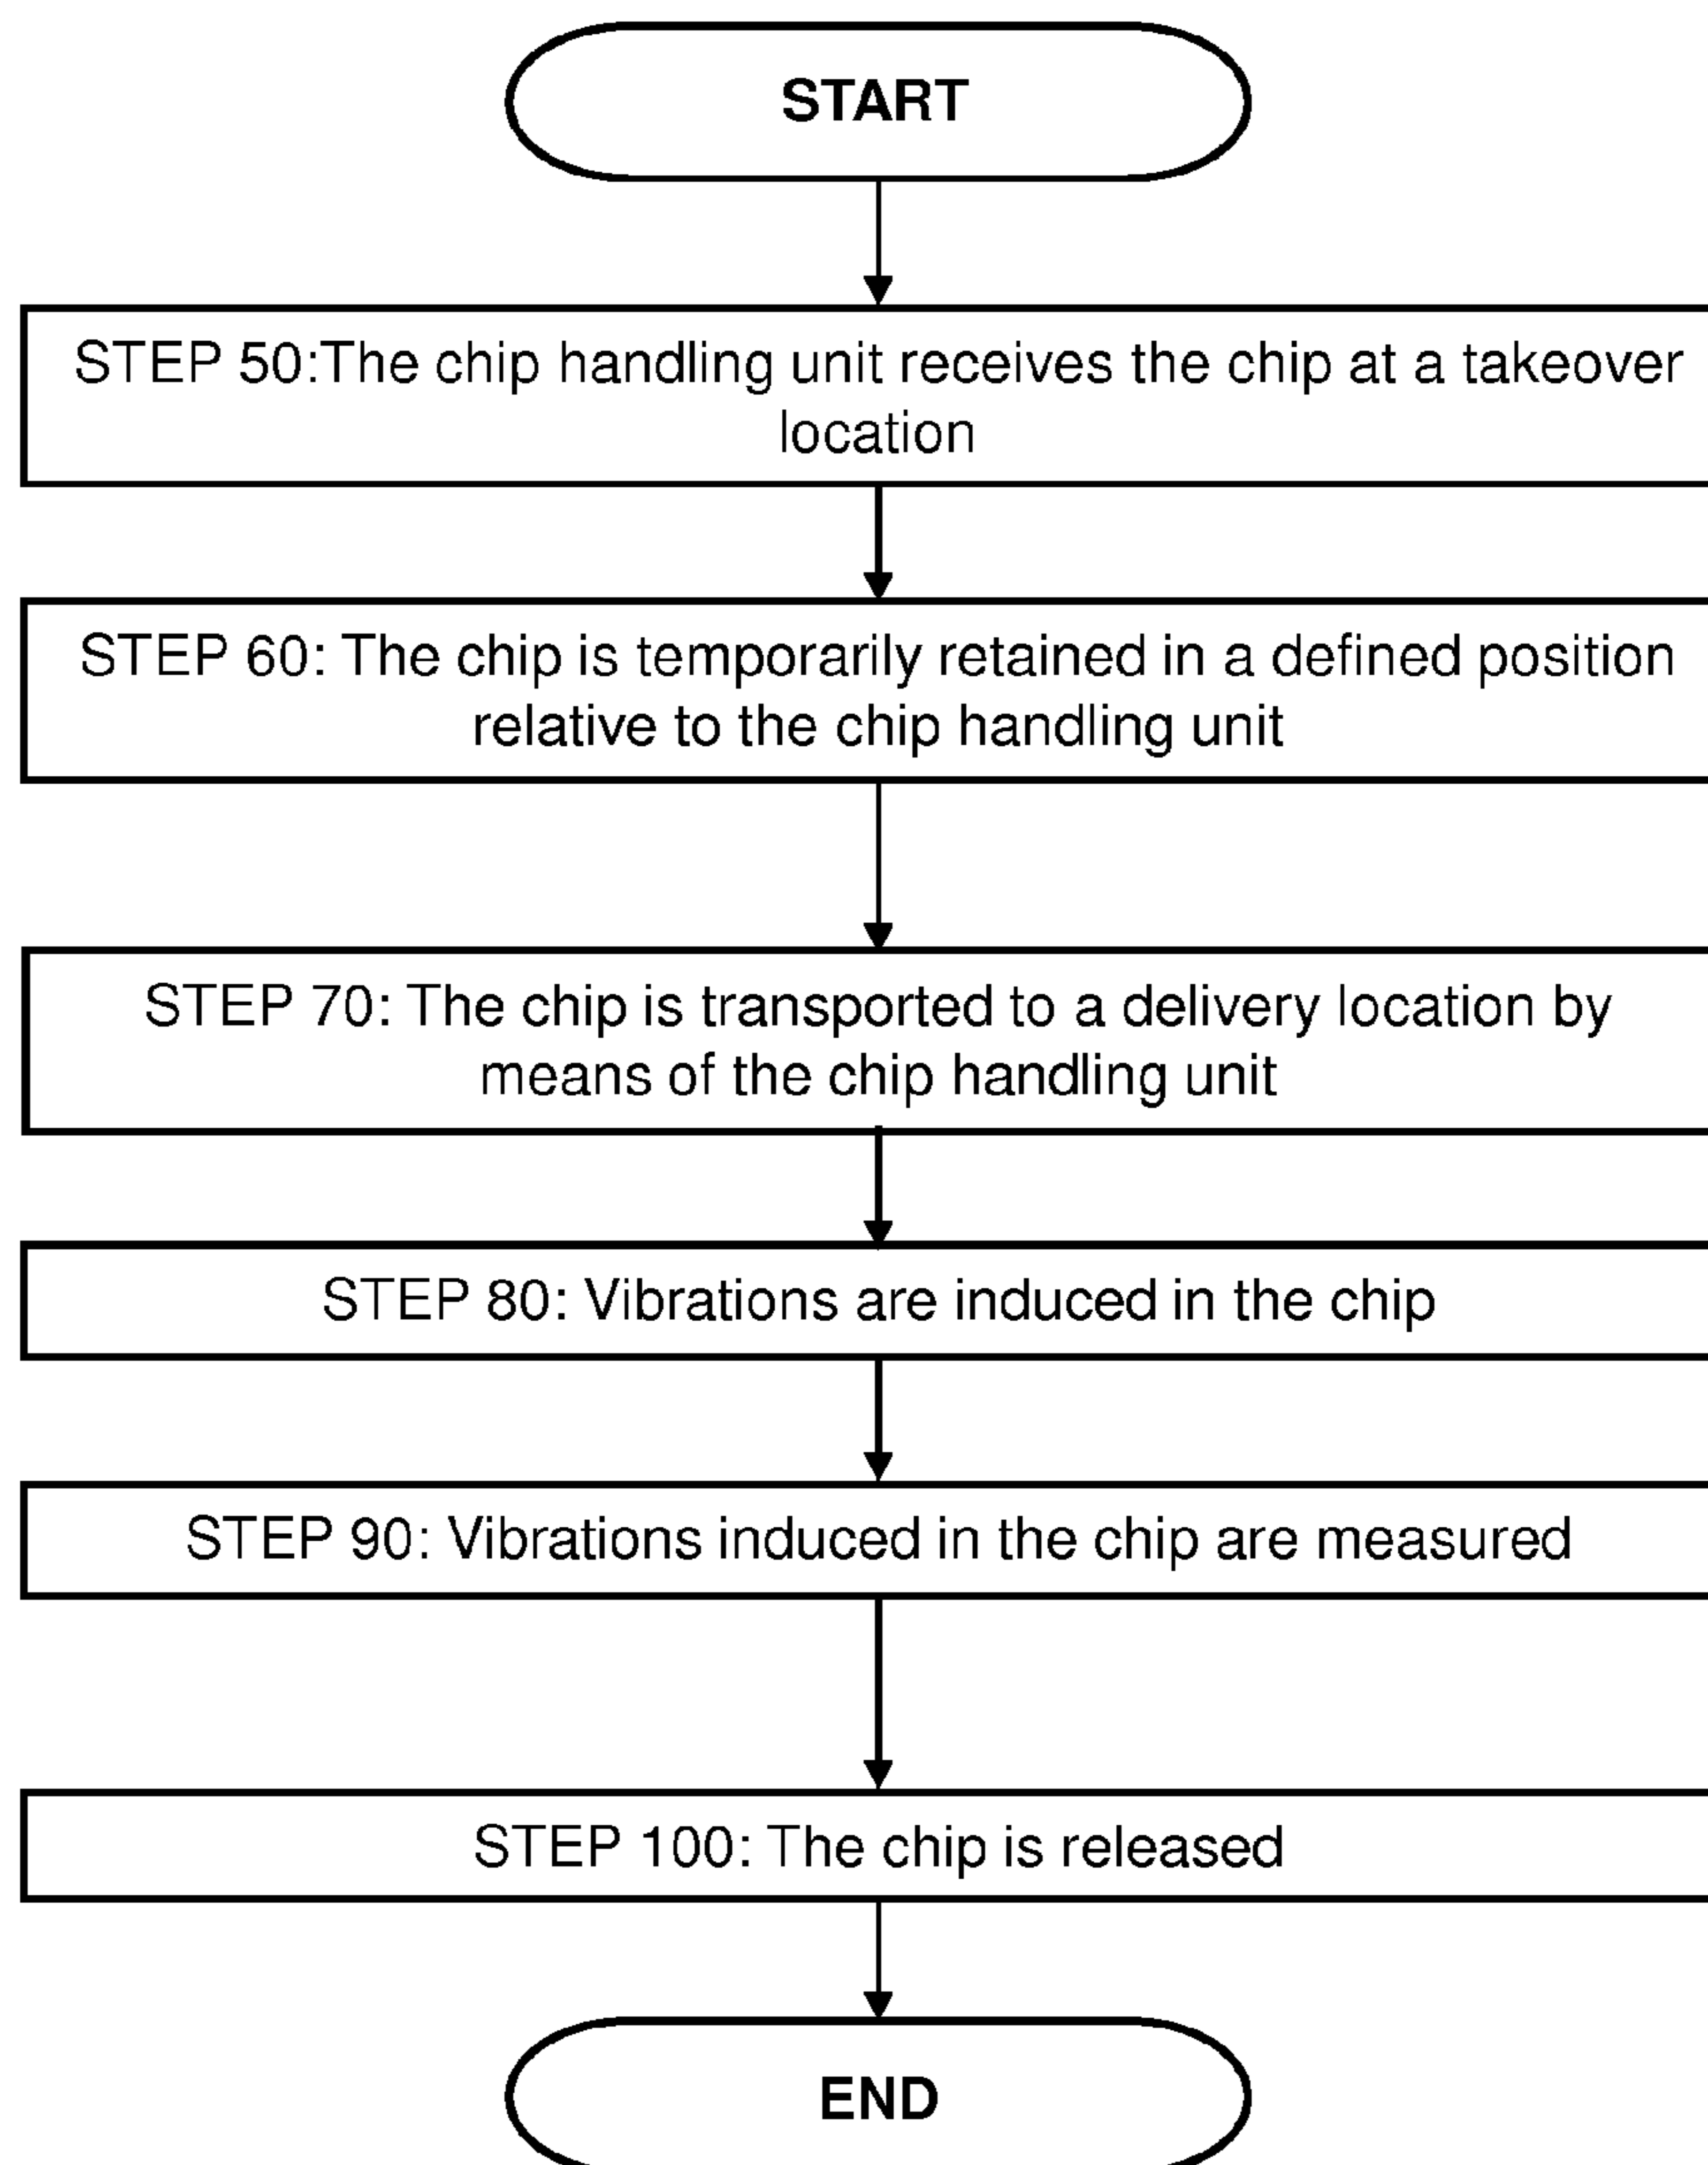 START
STEP 50:The chip handling unit receives the chip at a takeover
location
STEP 60: The chip is temporarily retained in a defined position
relative to the chip handling unit
STEP 70: The chip is transported to a delivery location by
means of the chip handling unit
STEP 80: Vibrations are induced in the chip
STEP 90: Vibrations induced in the chip are measured
STEP 100: The chip is released
END